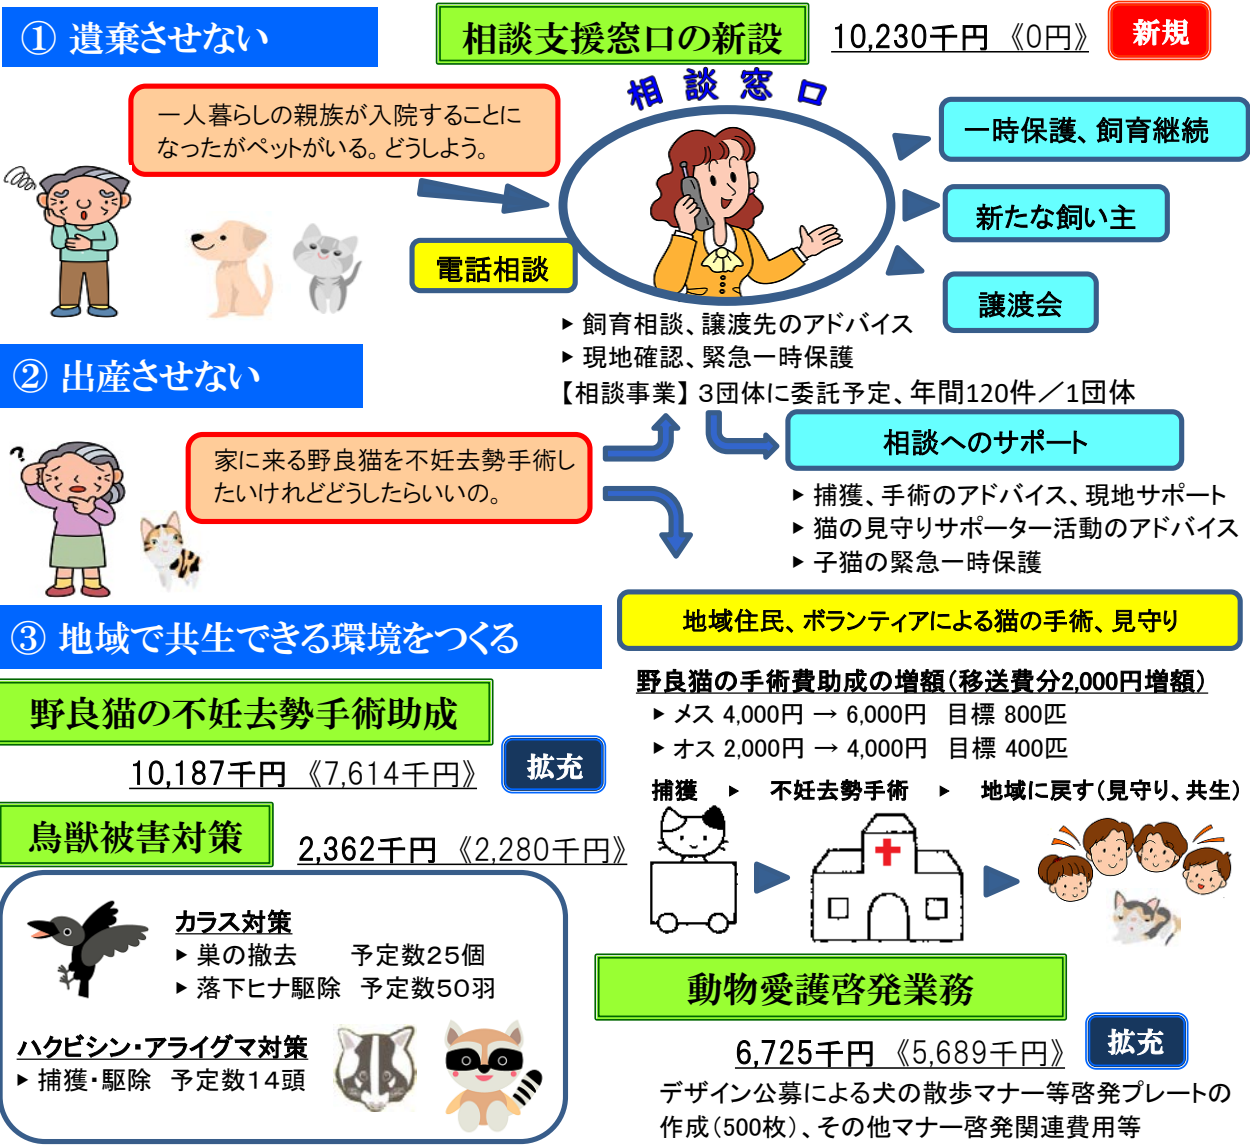 ① 遺棄させない
相談支援窓口の新設 10,230千円 《0円》 新規
相談窓口
一人暮らしの親族が入院することに
なったがペットがいる。どうしよう。
電話相談
一時保護、飼育継続
新たな飼い主
譲渡会
▶ 飼育相談、譲渡先のアドバイス
▶ 現地確認、緊急一時保護
【相談事業】 3団体に委託予定、年間120件／1団体
② 出産させない
?
家に来る野良猫を不妊去勢手術し
たいけれどどうしたらいいの。
相談へのサポート
▶ 捕獲、手術のアドバイス、現地サポート
▶ 猫の見守りサポーター活動のアドバイス
▶ 子猫の緊急一時保護
③ 地域で共生できる環境をつくる
地域住民、ボランティアによる猫の手術、見守り
野良猫の不妊去勢手術助成
10,187千円 《7,614千円》 拡充
野良猫の手術費助成の増額（移送費分2,000円増額）
▶ メス 4,000円 → 6,000円 目標 800匹
▶ オス 2,000円 → 4,000円 目標 400匹
捕獲 ▶ 不妊去勢手術 ▶ 地域に戻す（見守り、共生）
鳥獣被害対策 2,362千円 《2,280千円》
カラス対策
▶ 巣の撤去 予定数25個
▶ 落下ヒナ駆除 予定数50羽
ハクビシン・アライグマ対策
▶ 捕獲・駆除 予定数14頭
動物愛護啓発業務
6,725千円 《5,689千円》 拡充
デザイン公募による犬の散歩マナー等啓発プレートの
作成（500枚）、その他マナー啓発関連費用等